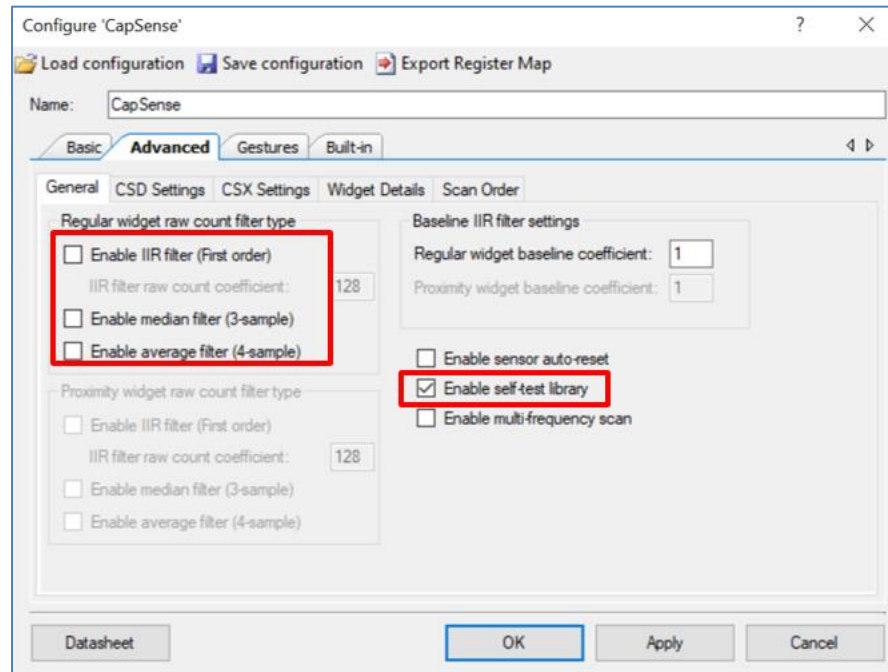 Configure 'CapSense'
? ×
Load configuration Save configuration Export Register Map
Name: CapSense
Basic Advanced Gestures Built-in
General CSD Settings CSX Settings Widget Details Scan Order
Regular widget raw count filter type
Enable IIR filter (First order)
IIR filter raw count coefficient: 128
Enable median filter (3-sample)
Enable average filter (4-sample)
Proximity widget raw count filter type
Enable IIR filter (First order)
IIR filter raw count coefficient: 128
Enable median filter (3-sample)
Enable average filter (4-sample)
Baseline IIR filter settings
Regular widget baseline coefficient: 1
Proximity widget baseline coefficient: 1
Enable sensor auto-reset
Enable self-test library
Enable multi-frequency scan
Datasheet OK Apply Cancel